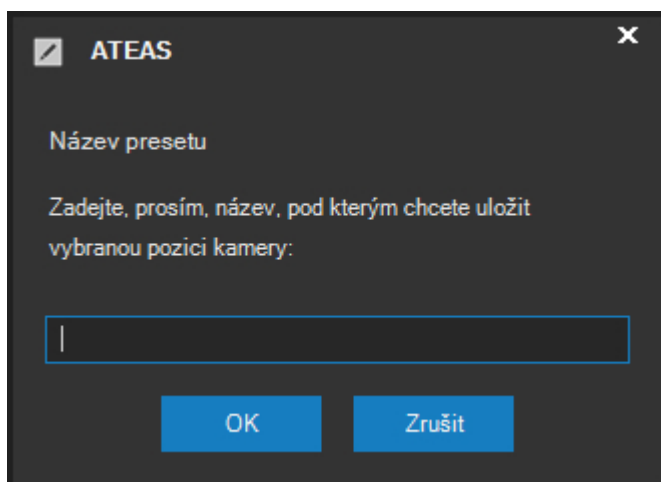 ATEAS
Název presetu
Zadejte, prosím, název, pod kterým chcete uložit
vybranou pozici kamery:
OK
Zrušit